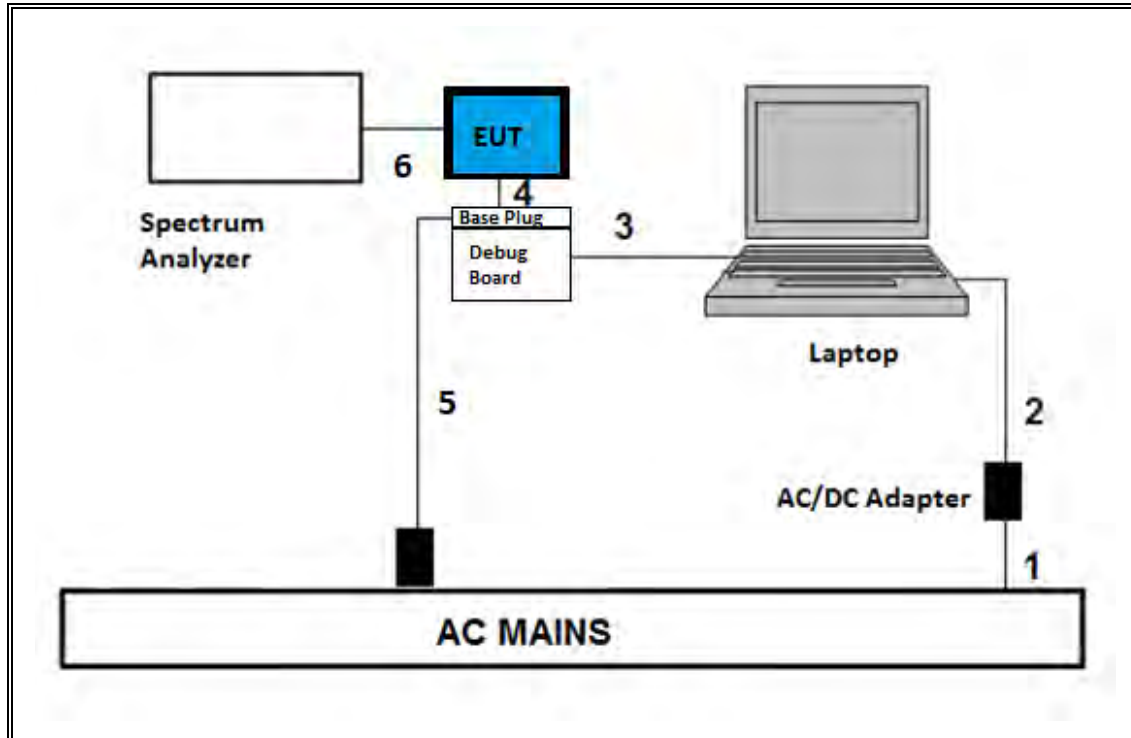 EUT
6
4
Spectrum
Analyzer
Base Plug
Debug
Board
3
Laptop
5
2
AC/DC Adapter
1
AC MAINS